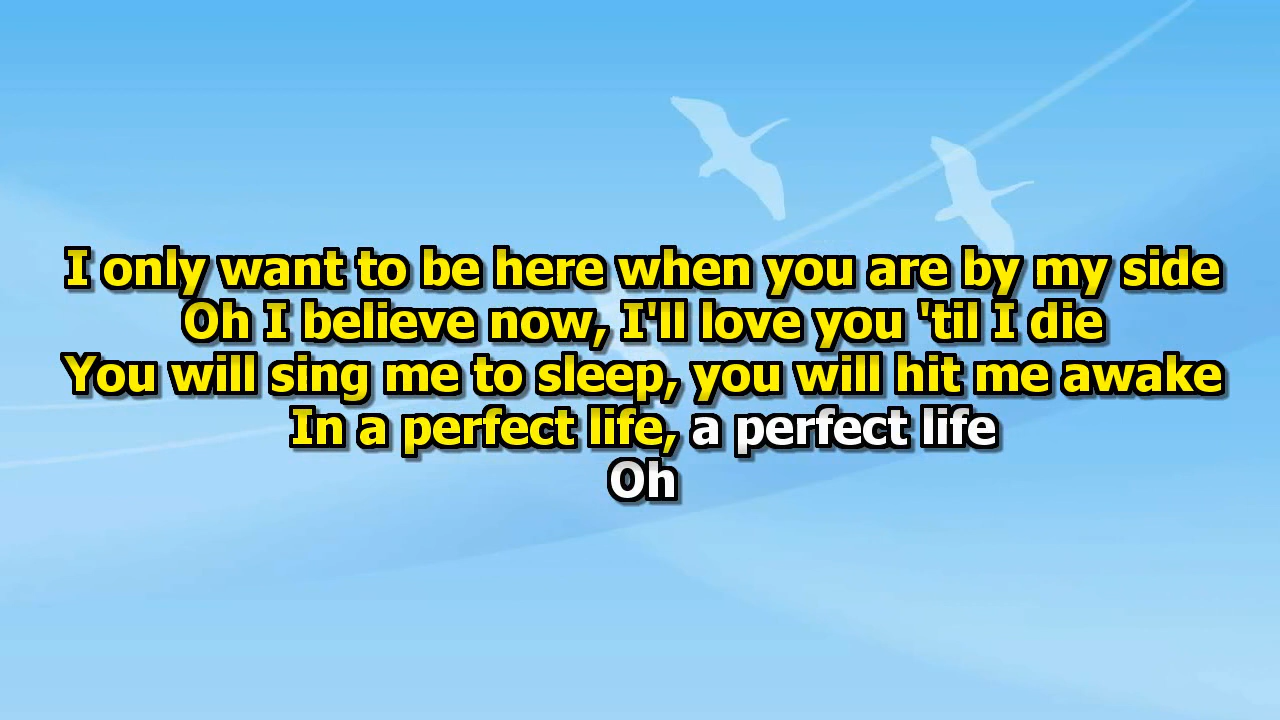 I only want to be here when you are by my side
Oh I believe now, I'll love you 'til I die
You will sing me to sleep, you will hit me awake
In a perfect life, a perfect life
Oh